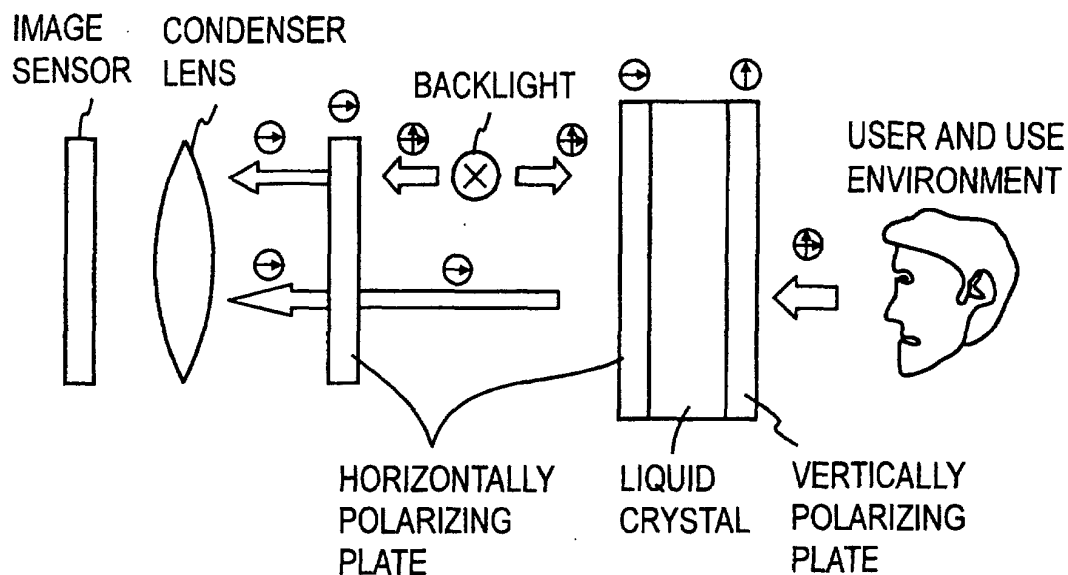 IMAGE
SENSOR
CONDENSER
LENS
BACKLIGHT
USER AND USE
ENVIRONMENT
HORIZONTALLY
POLARIZING
PLATE
LIQUID
CRYSTAL
VERTICALLY
POLARIZING
PLATE